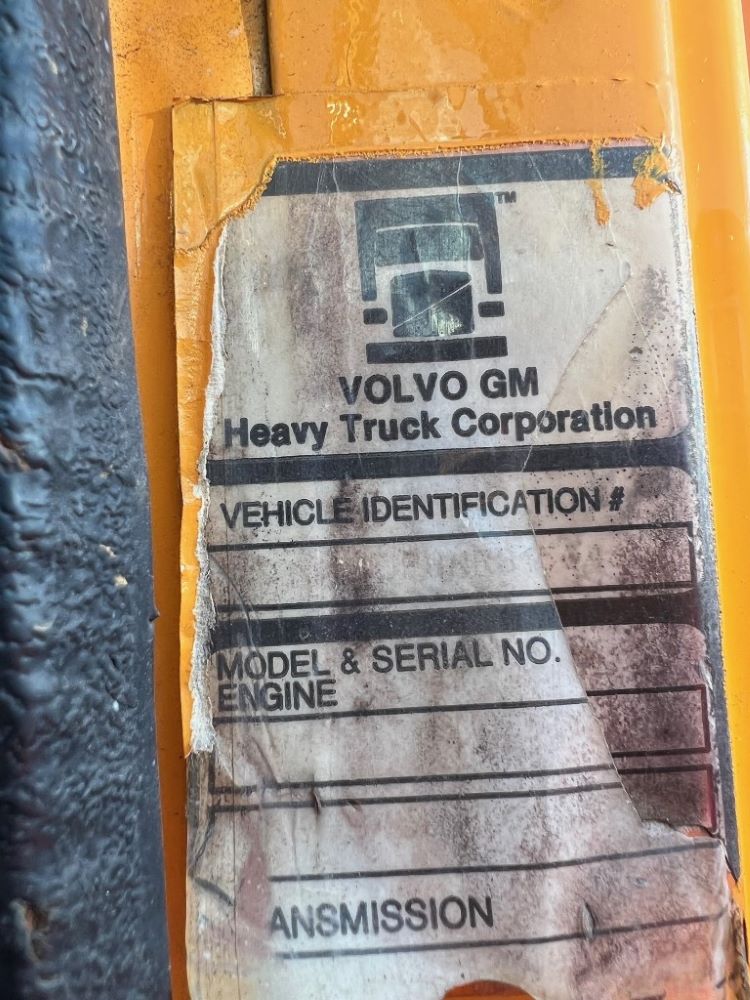 TM
VOLVO GM
Heavy Truck Corporation
VEHICLE IDENTIFICATION #
MODEL & SERIAL NO.
ENGINE
ANSMISSION